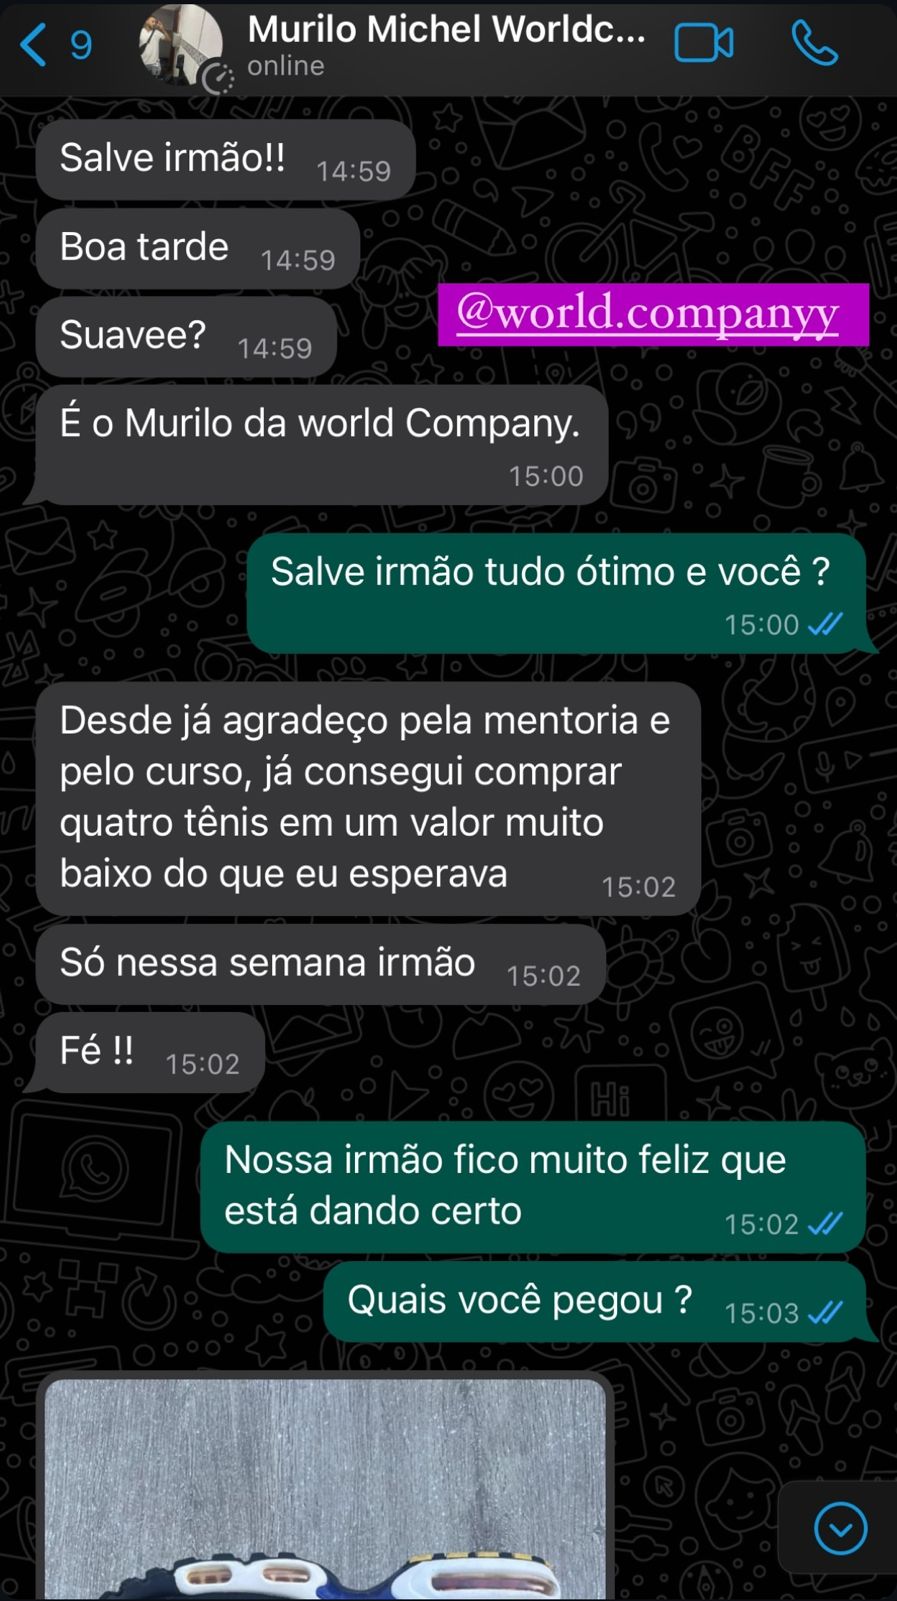 9
Murilo Michel Worldc...
online
Salve irmão!! 14:59
Boa tarde 14:59
@world.companyy
Suavee? 14:59
É o Murilo da world Company.
15:00
Salve irmão tudo ótimo e você ?
15:00
Desde já agradeço pela mentoria e
pelo curso, já consegui comprar
quatro tênis em um valor muito
baixo do que eu esperava 15:02
Só nessa semana irmão 15:02
Fé !! 15:02
Nossa irmão fico muito feliz que
está dando certo 15:02
Quais você pegou ? 15:03